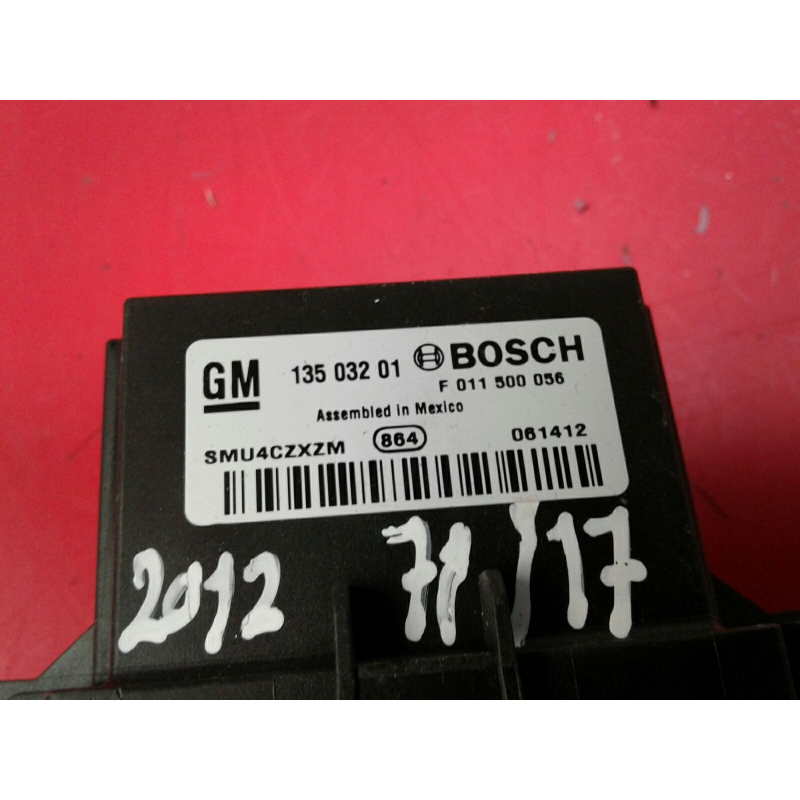 GM 135 032 01 BOSCH
F 011 500 056
Assembled in Mexico
SMU4CZXZM 864 061412
2012 71/17